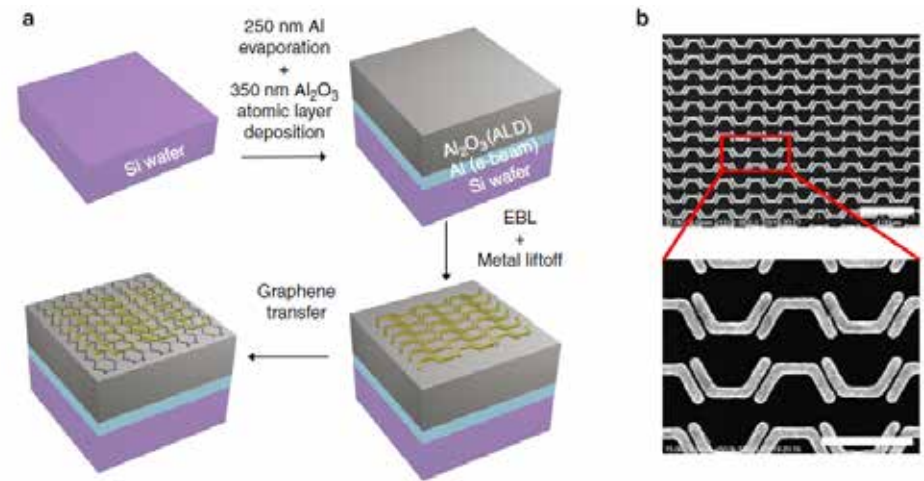 a
250 nm Al
evaporation
+
350 nm Al₂O₃
atomic layer
deposition
Si wafer
Al₂O₃(ALD)
Al (e-beam)
Si wafer
EBL
+
Metal liftoff
Graphene
transfer
b